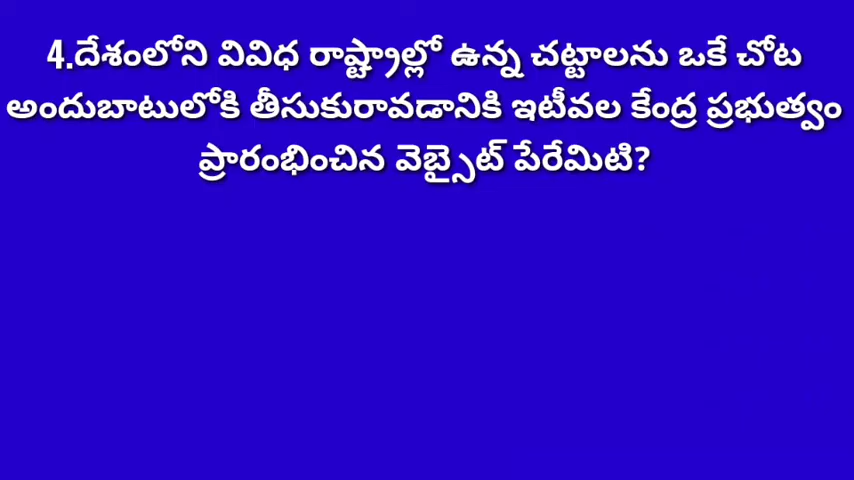 4.దేశంలోని వివిధ రాష్ట్రాల్లో ఉన్న చట్టాలను ఒకే చోట
అందుబాటులోకి తీసుకురావడానికి ఇటీవల కేంద్ర ప్రభుత్వం
ప్రారంభించిన వెబ్సైట్ పేరేమిటి?